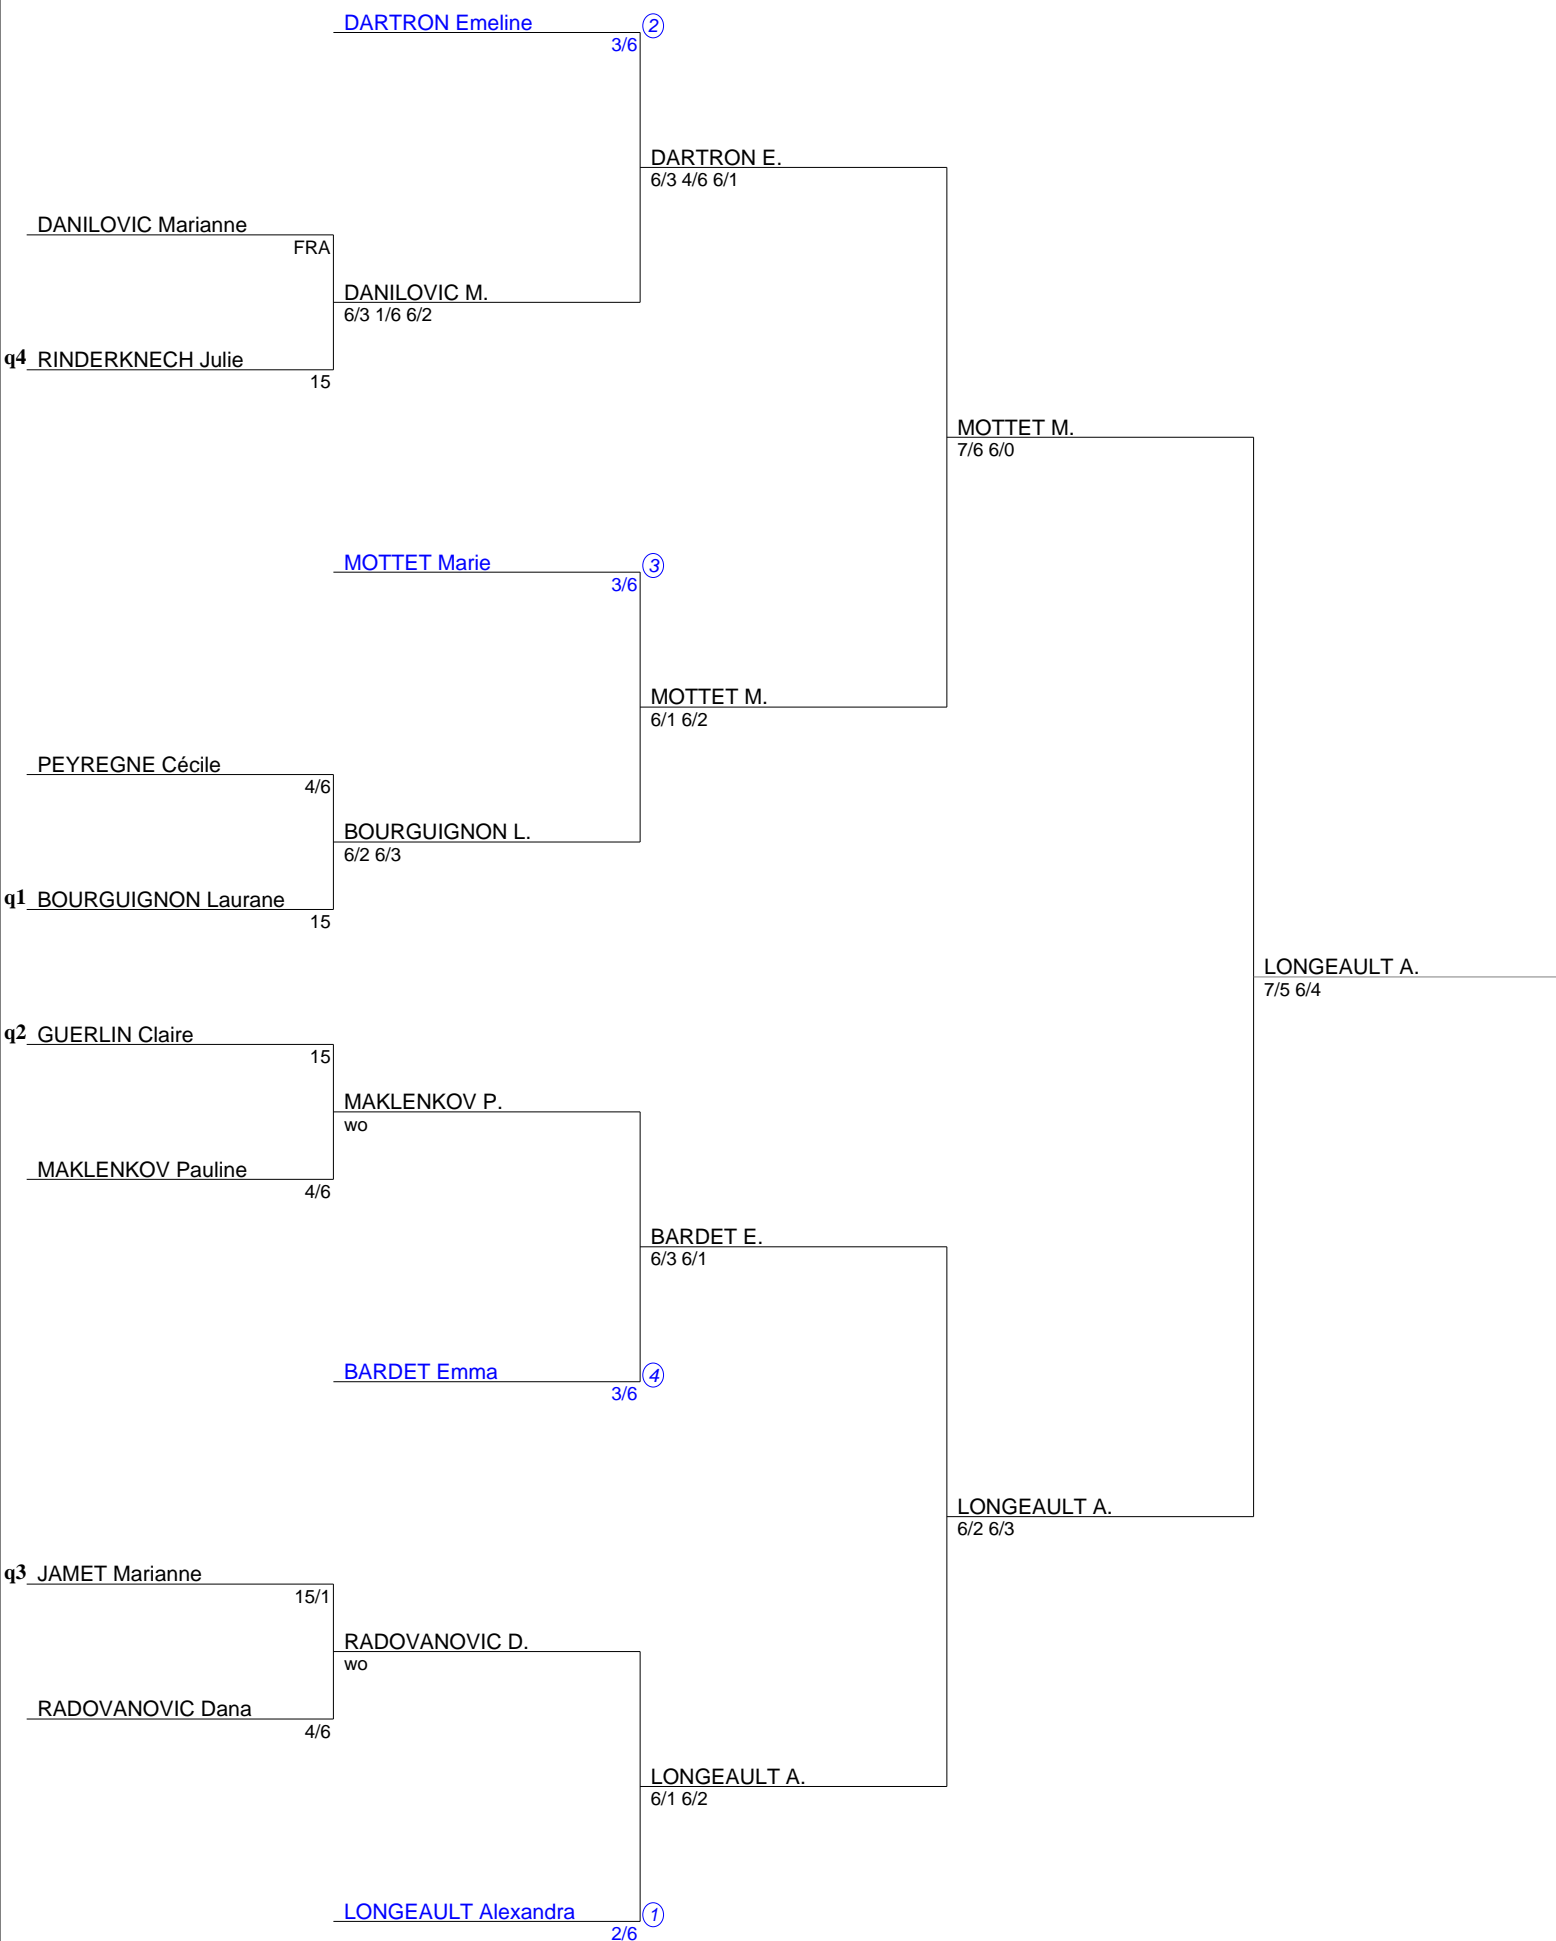 DARTRON Emeline 2
3/6
DARTRON E.
6/3 4/6 6/1
DANILOVIC Marianne
FRA
DANILOVIC M.
6/3 1/6 6/2
q4 RINDERKNECH Julie
15
MOTTET M.
7/6 6/0
MOTTET Marie 3
3/6
MOTTET M.
6/1 6/2
PEYREGNE Cécile
4/6
BOURGUIGNON L.
6/2 6/3
q1 BOURGUIGNON Laurane
15
LONGEAULT A.
7/5 6/4
q2 GUERLIN Claire
15
MAKLENKOV P.
wo
MAKLENKOV Pauline
4/6
BARDET E.
6/3 6/1
BARDET Emma 4
3/6
LONGEAULT A.
6/2 6/3
q3 JAMET Marianne
15/1
RADOVANOVIC D.
wo
RADOVANOVIC Dana
4/6
LONGEAULT A.
6/1 6/2
LONGEAULT Alexandra 1
2/6